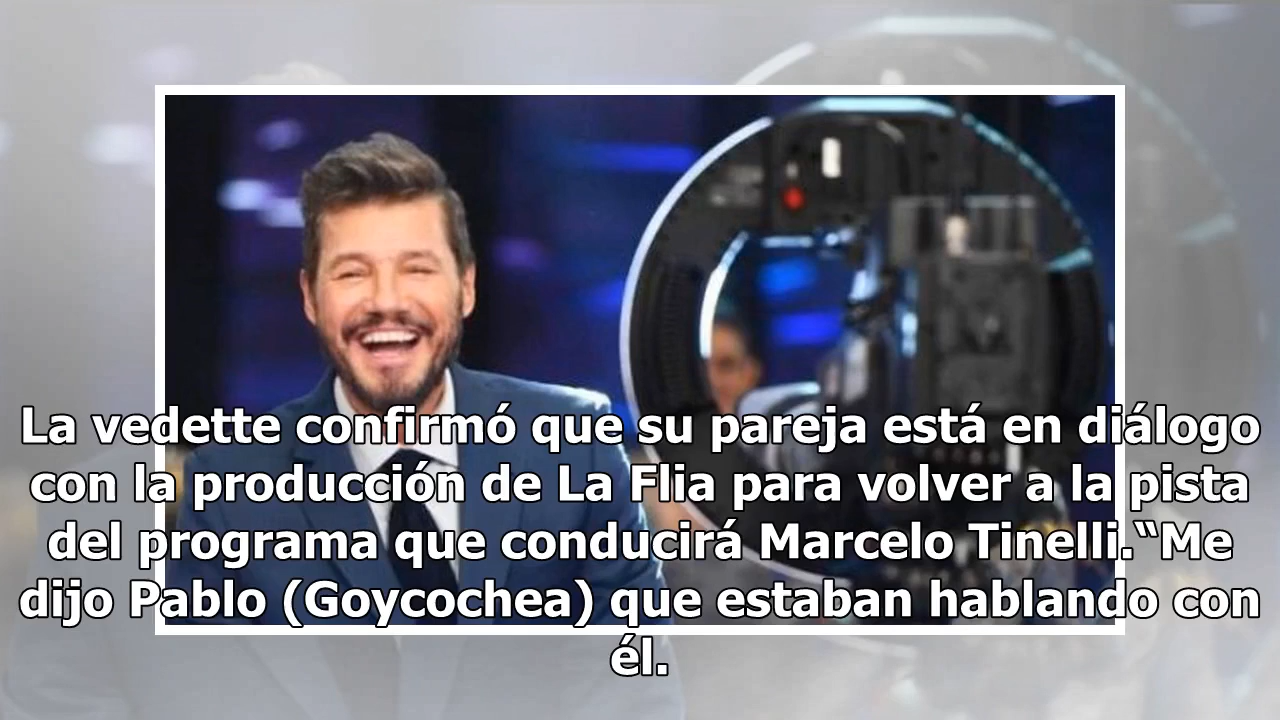 La vedette confirmó que su pareja está en diálogo
con la producción de La Flia para volver a la pista
del programa que conducirá Marcelo Tinelli.“Me
dijo Pablo (Goycochea) que estaban hablando con
él.